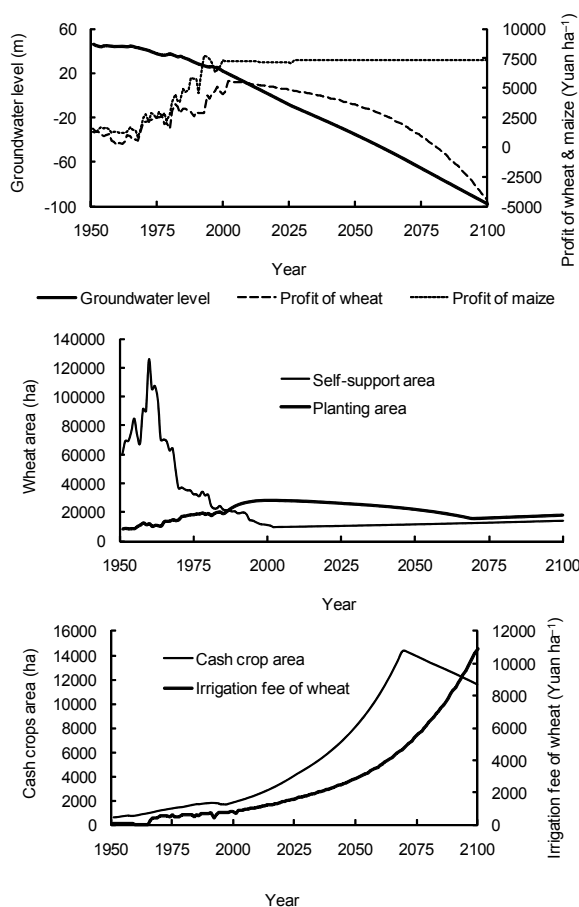 60
20
-20
-60
-100
10000
7500
5000
2500
0
-2500
-5000
1950 1975 2000 2025 2050 2075 2100
Groundwater level (m)
Profit of wheat & maize (Yuan ha⁻¹)
Year
Groundwater level Profit of wheat Profit of maize
140000
120000
100000
80000
60000
40000
20000
0
Wheat area (ha)
Self-support area
Planting area
1950 1975 2000 2025 2050 2075 2100
Year
16000
14000
12000
10000
8000
6000
4000
2000
0
12000
10000
8000
6000
4000
2000
0
Cash crops area (ha)
Irrigation fee of wheat (Yuan ha⁻¹)
Cash crop area
Irrigation fee of wheat
1950 1975 2000 2025 2050 2075 2100
Year